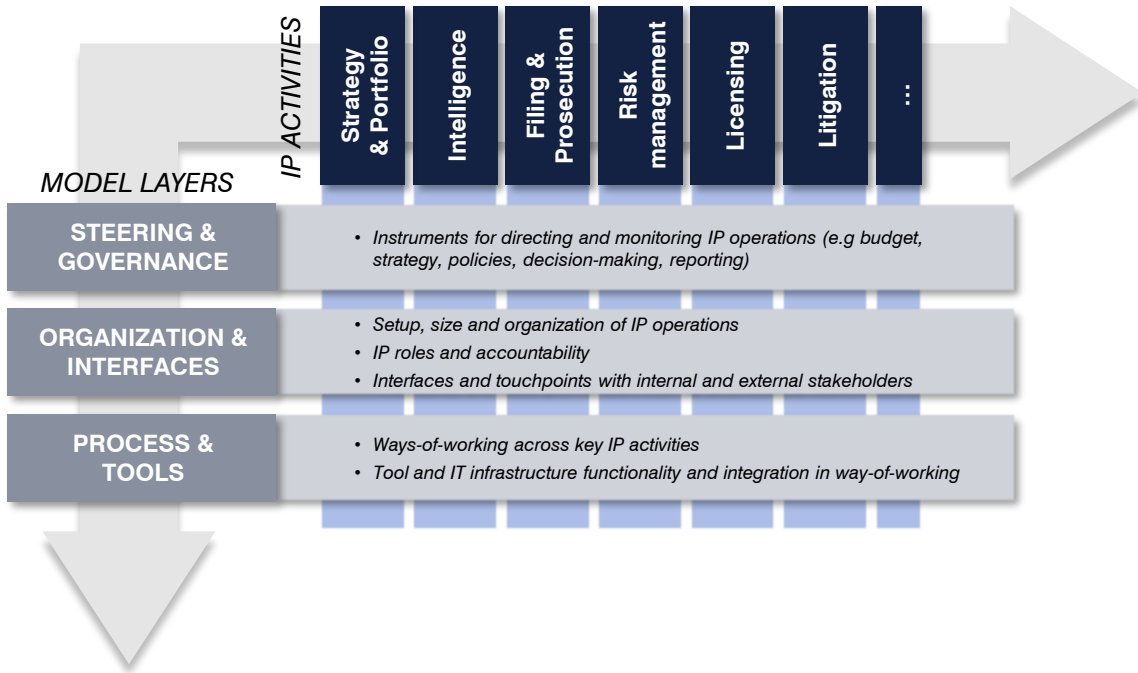 IP ACTIVITIES
Strategy
& Portfolio
Intelligence
Filing &
Prosecution
Risk
management
Licensing
Litigation
...
MODEL LAYERS
STEERING &
GOVERNANCE
• Instruments for directing and monitoring IP operations (e.g budget,
strategy, policies, decision-making, reporting)
ORGANIZATION &
INTERFACES
• Setup, size and organization of IP operations
• IP roles and accountability
• Interfaces and touchpoints with internal and external stakeholders
PROCESS &
TOOLS
• Ways-of-working across key IP activities
• Tool and IT infrastructure functionality and integration in way-of-working